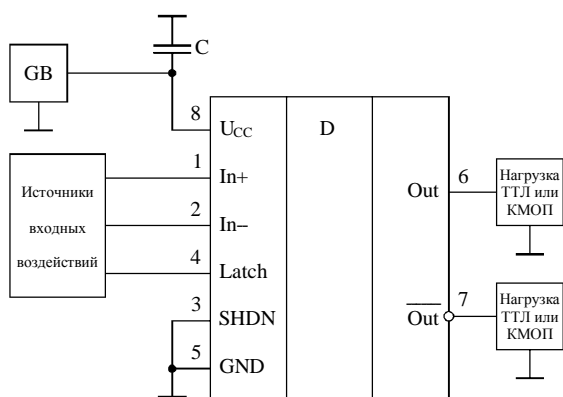 C
GB
8
U_CC
D
1
In+
Источники
входных
воздействий
2
In–
4
Latch
3
SHDN
5
GND
Out
6
Нагрузка
ТТЛ или
КМОП
Out
7
Нагрузка
ТТЛ или
КМОП